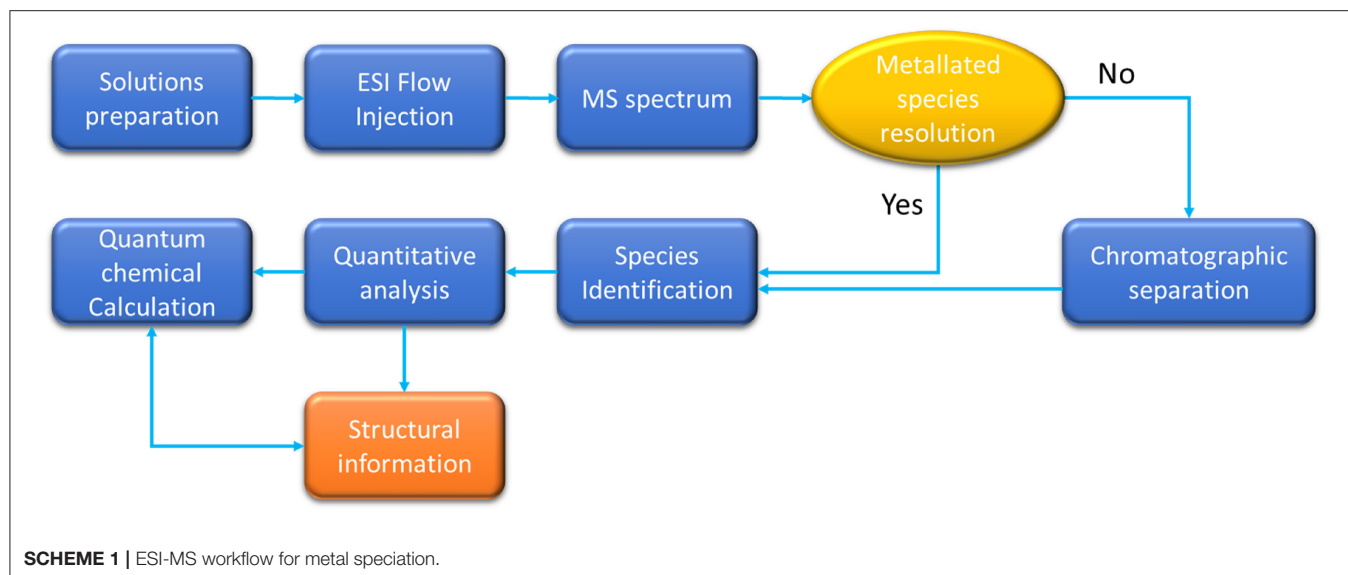 Solutions
preparation
ESI Flow
Injection
MS spectrum
Metallated
species
resolution
No
Yes
Chromatographic
separation
Species
Identification
Quantitative
analysis
Quantum
chemical
Calculation
Structural
information
SCHEME 1 | ESI-MS workflow for metal speciation.